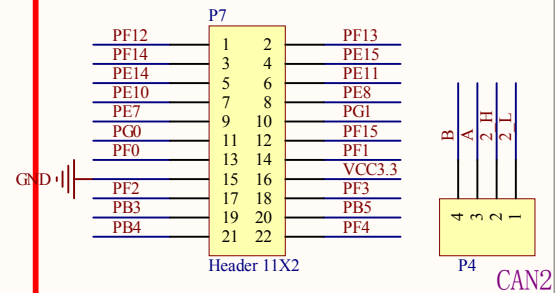 P7
PF12 1 2 PF13
PF14 3 4 PE15
PE14 5 6 PE11
PE10 7 8 PE8
PE7 9 10 PG1
PG0 11 12 PF15
PF0 13 14 PF1
GND 15 16 VCC3.3
PF2 17 18 PF3
PB3 19 20 PB5
PB4 21 22 PF4
Header 11X2
B
A
2_H
2_L
4 3 2 1
P4
CAN2